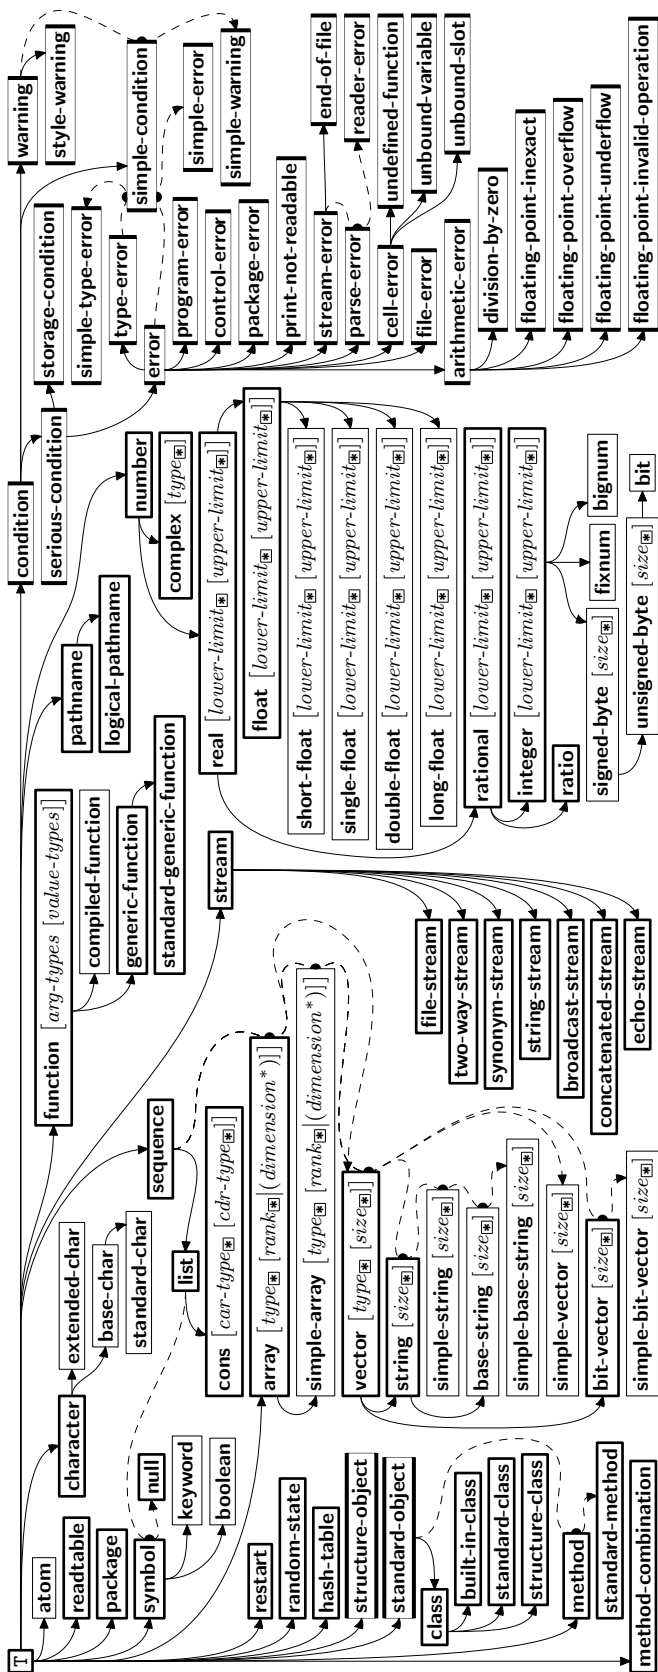 T
atom
readtable
package
symbol
null
keyword
boolean
restart
random-state
hash-table
structure-object
standard-object
class
built-in-class
standard-class
structure-class
method
standard-method
method-combination
character
extended-char
base-char
standard-char
sequence
list
cons [car-type✱ [cdr-type✱]]
array [type✱ [rank✱|(dimension*)]]
simple-array [type✱ [rank✱|(dimension*)]]
vector [type✱ [size✱]]
string [size✱]
simple-string [size✱]
base-string [size✱]
simple-base-string [size✱]
simple-vector [size✱]
bit-vector [size✱]
simple-bit-vector [size✱]
function [arg-types [value-types]]
compiled-function
generic-function
standard-generic-function
stream
file-stream
two-way-stream
synonym-stream
string-stream
broadcast-stream
concatenated-stream
echo-stream
pathname
logical-pathname
number
complex [type✱]
real [lower-limit✱ [upper-limit✱]]
float [lower-limit✱ [upper-limit✱]]
short-float [lower-limit✱ [upper-limit✱]]
single-float [lower-limit✱ [upper-limit✱]]
double-float [lower-limit✱ [upper-limit✱]]
long-float [lower-limit✱ [upper-limit✱]]
rational [lower-limit✱ [upper-limit✱]]
integer [lower-limit✱ [upper-limit✱]]
ratio
signed-byte [size✱]
fixnum
bignum
unsigned-byte [size✱]
bit
condition
serious-condition
storage-condition
simple-type-error
type-error
error
program-error
control-error
package-error
print-not-readable
stream-error
parse-error
cell-error
file-error
arithmetic-error
division-by-zero
floating-point-inexact
floating-point-overflow
floating-point-underflow
floating-point-invalid-operation
warning
style-warning
simple-condition
simple-error
simple-warning
end-of-file
reader-error
undefined-function
unbound-variable
unbound-slot